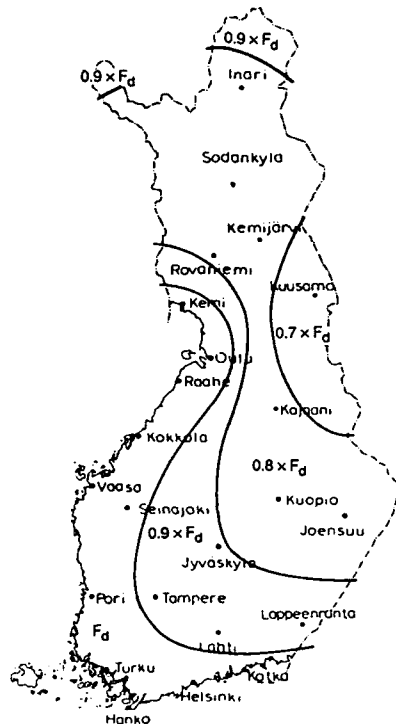 0.9 × Fd
0.9 × Fd
Inari
Sodankylä
Kemijärvi
Rovaniemi
Kuusamo
Kemi
0.7 × Fd
Oulu
Raahe
Kajaani
Kokkola
0.8 × Fd
Vaasa
Kuopio
Seinäjoki
Joensuu
0.9 × Fd
Jyväskylä
Pori
Tampere
Lappeenranta
Fd
Lahti
Turku
Kotka
Helsinki
Hanko